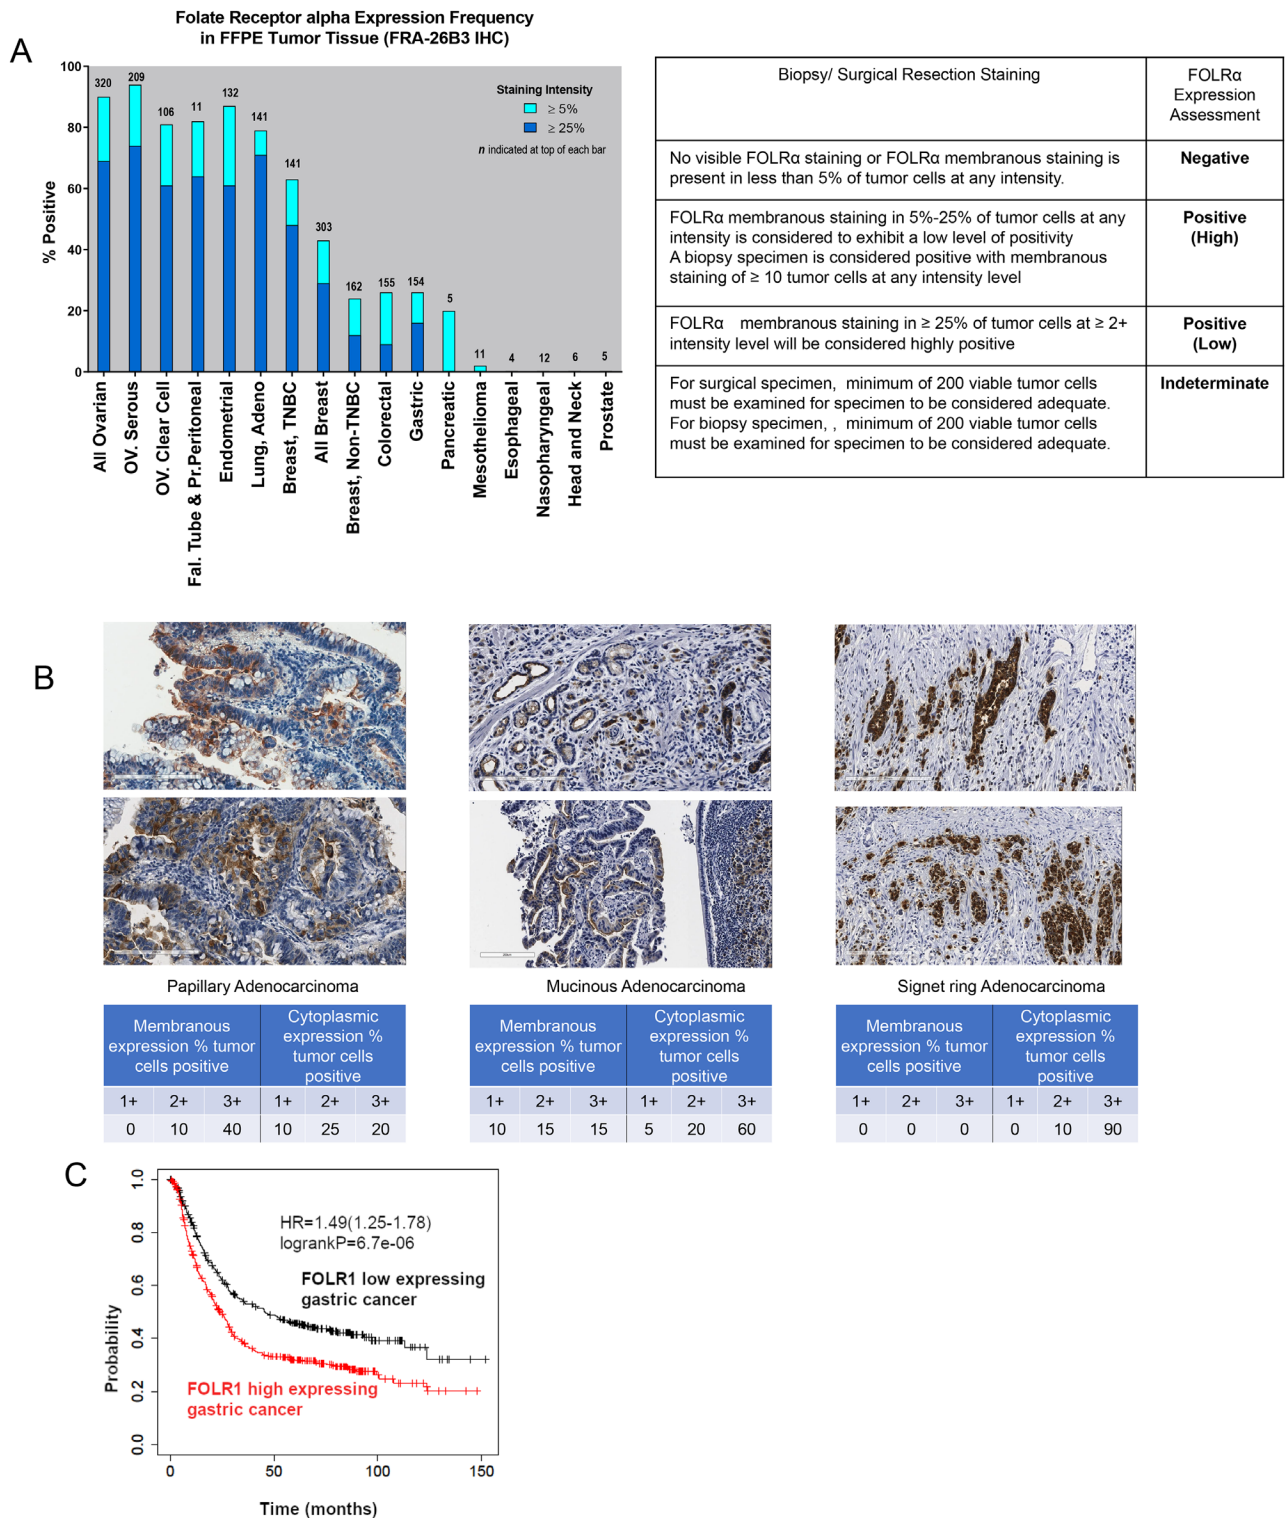 Folate Receptor alpha Expression Frequency
in FFPE Tumor Tissue (FRA-26B3 IHC)
A
100
80
60
40
20
0
% Positive
320
209
106
11
132
141
141
303
162
155
154
5
11
4
12
6
5
Staining Intensity
≥ 5%
≥ 25%
n indicated at top of each bar
All Ovarian
OV. Serous
OV. Clear Cell
Fal. Tube & Pr.Peritoneal
Endometrial
Lung, Adeno
Breast, TNBC
All Breast
Breast, Non-TNBC
Colorectal
Gastric
Pancreatic
Mesothelioma
Esophageal
Nasopharyngeal
Head and Neck
Prostate
Biopsy/ Surgical Resection Staining
FOLRα
Expression
Assessment
No visible FOLRα staining or FOLRα membranous staining is
present in less than 5% of tumor cells at any intensity.
Negative
FOLRα membranous staining in 5%-25% of tumor cells at any
intensity is considered to exhibit a low level of positivity
A biopsy specimen is considered positive with membranous
staining of ≥ 10 tumor cells at any intensity level
Positive
(High)
FOLRα membranous staining in ≥ 25% of tumor cells at ≥ 2+
intensity level will be considered highly positive
Positive
(Low)
For surgical specimen, minimum of 200 viable tumor cells
must be examined for specimen to be considered adequate.
For biopsy specimen, , minimum of 200 viable tumor cells
must be examined for specimen to be considered adequate.
Indeterminate
B
Papillary Adenocarcinoma
Membranous
expression % tumor
cells positive
Cytoplasmic
expression %
tumor cells
positive
1+ 2+ 3+ 1+ 2+ 3+
0 10 40 10 25 20
Mucinous Adenocarcinoma
Membranous
expression % tumor
cells positive
Cytoplasmic
expression %
tumor cells
positive
1+ 2+ 3+ 1+ 2+ 3+
10 15 15 5 20 60
Signet ring Adenocarcinoma
Membranous
expression % tumor
cells positive
Cytoplasmic
expression %
tumor cells
positive
1+ 2+ 3+ 1+ 2+ 3+
0 0 0 0 10 90
C
1.0
0.8
0.6
0.4
0.2
0.0
Probability
HR=1.49(1.25-1.78)
logrankP=6.7e-06
FOLR1 low expressing
gastric cancer
FOLR1 high expressing
gastric cancer
0 50 100 150
Time (months)